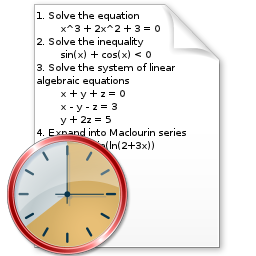 1. Solve the equation
x^3 + 2x^2 + 3 = 0
2. Solve the inequality
sin(x) + cos(x) < 0
3. Solve the system of linear
algebraic equations
x + y + z = 0
x - y - z = 3
y + 2z = 5
4. Expand into Maclourin series
(ln(2+3x))